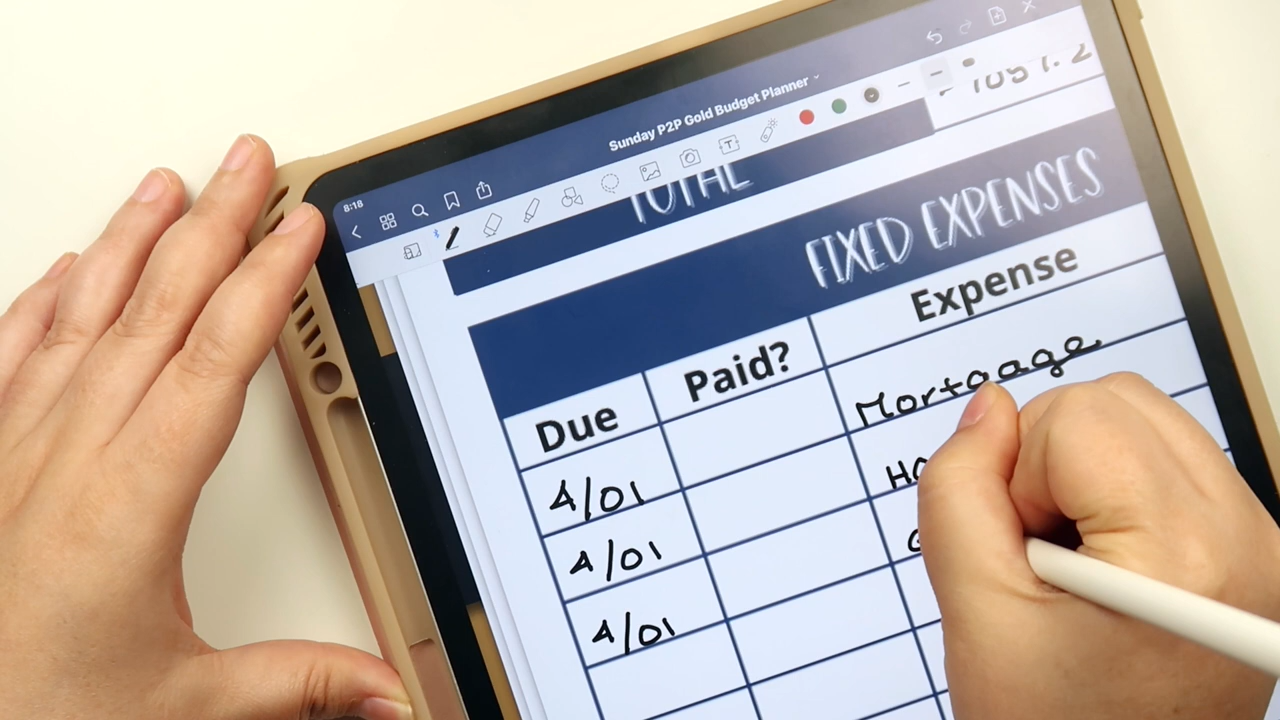 8:18
Sunday P2P Gold Budget Planner
TOTAL
FIXED EXPENSES
Due Paid? Expense
4/01 Mortgage
4/01
4/01